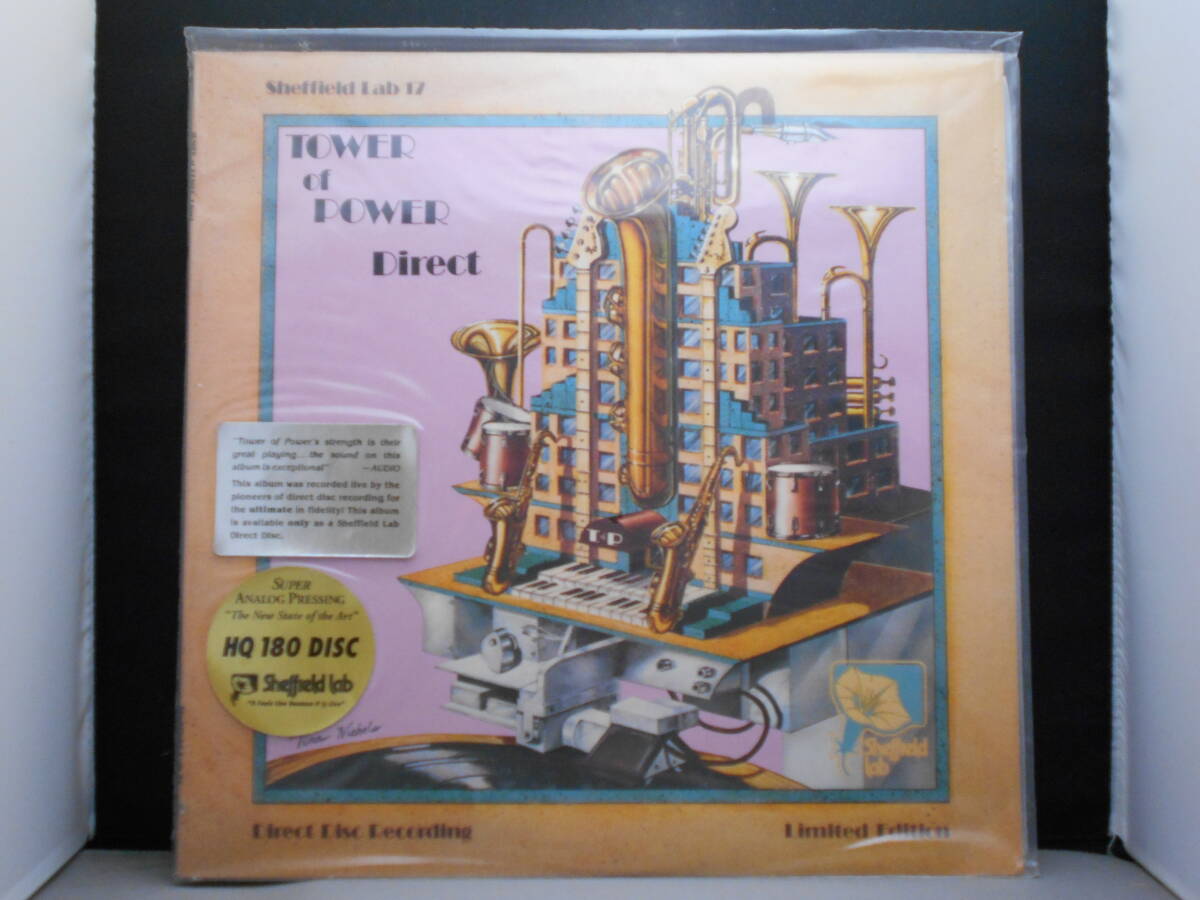 Sheffield Lab 17
TOWER
of
POWER
Direct
"Tower of Power's strength is their
great playing... the sound on this
album is exceptional" —AUDIO
This album was recorded live by the
pioneers of direct disc recording for
the ultimate in fidelity! This album
is available only as a Sheffield Lab
Direct Disc.
SUPER
ANALOG PRESSING
"The New State of the Art"
HQ 180 DISC
Sheffield Lab
T•P
Sheffield
Lab
Direct Disc Recording
Limited Edition